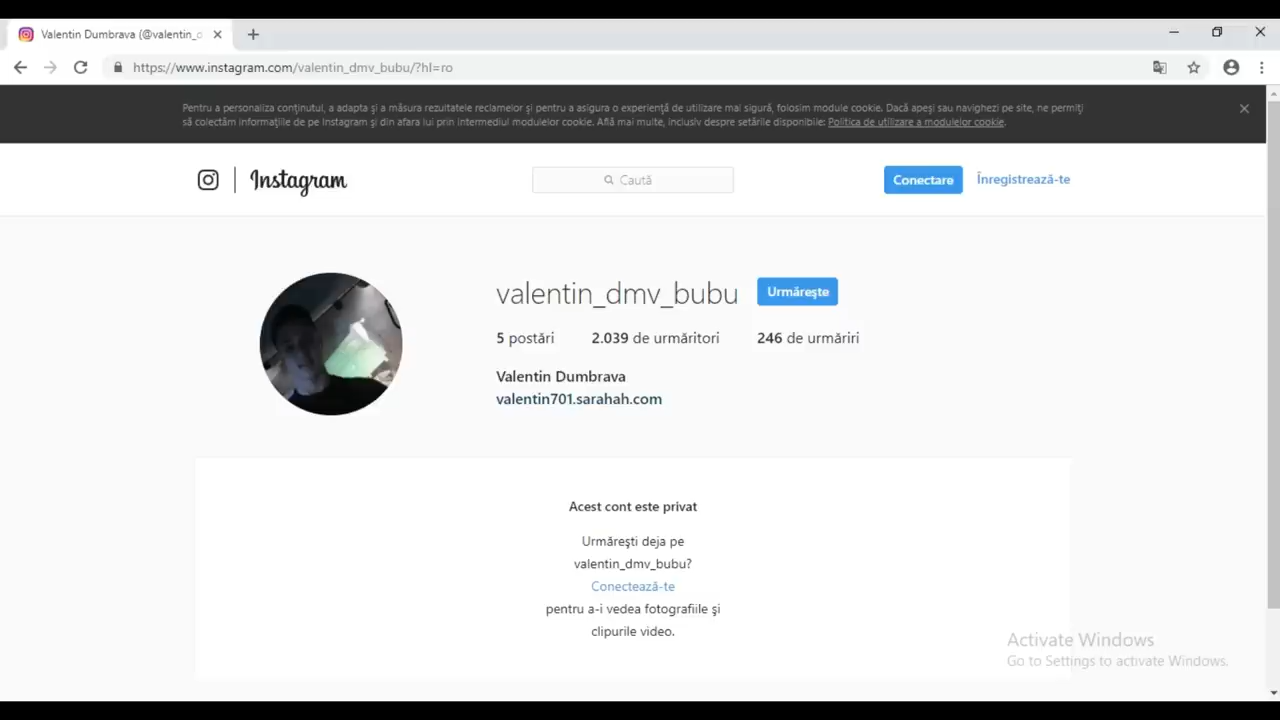 Valentin Dumbrava (@valentin_d
https://www.instagram.com/valentin_dmv_bubu/?hl=ro
Pentru a personaliza conținutul, a adapta și a măsura rezultatele reclamelor și pentru a asigura o experiență de utilizare mai sigură, folosim module cookie. Dacă apeși sau navighezi pe site, ne permiți
să colectăm informațiile de pe Instagram și din afara lui prin intermediul modulelor cookie. Află mai multe, inclusiv despre setările disponibile: Politica de utilizare a modulelor cookie.
Instagram
Caută
Conectare
Înregistrează-te
valentin_dmv_bubu
Urmărește
5 postări 2.039 de urmăritori 246 de urmăriri
Valentin Dumbrava
valentin701.sarahah.com
Acest cont este privat
Urmărești deja pe
valentin_dmv_bubu?
Conectează-te
pentru a-i vedea fotografiile și
clipurile video.
Activate Windows
Go to Settings to activate Windows.